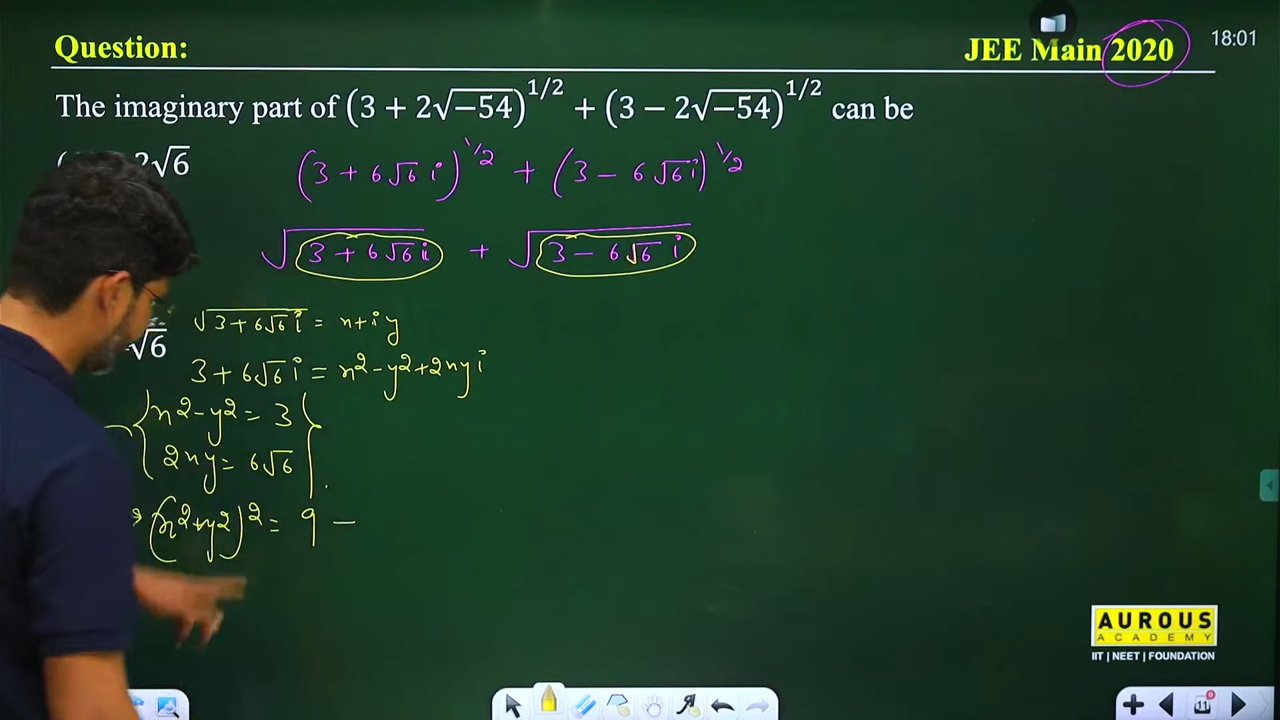 Question:
JEE Main 2020
18:01
The imaginary part of (3 + 2√−54)^1/2 + (3 − 2√−54)^1/2 can be
2√6
(3 + 6√6 i)^1/2 + (3 − 6√6 i)^1/2
√3 + 6√6 i + √3 − 6√6 i
√6
√3+6√6 i = x+iy
3 + 6√6 i = x²−y²+2xyi
x²−y² = 3
2xy = 6√6
(x²+y²)² = 9 −
AUROUS
ACADEMY
IIT | NEET | FOUNDATION
11